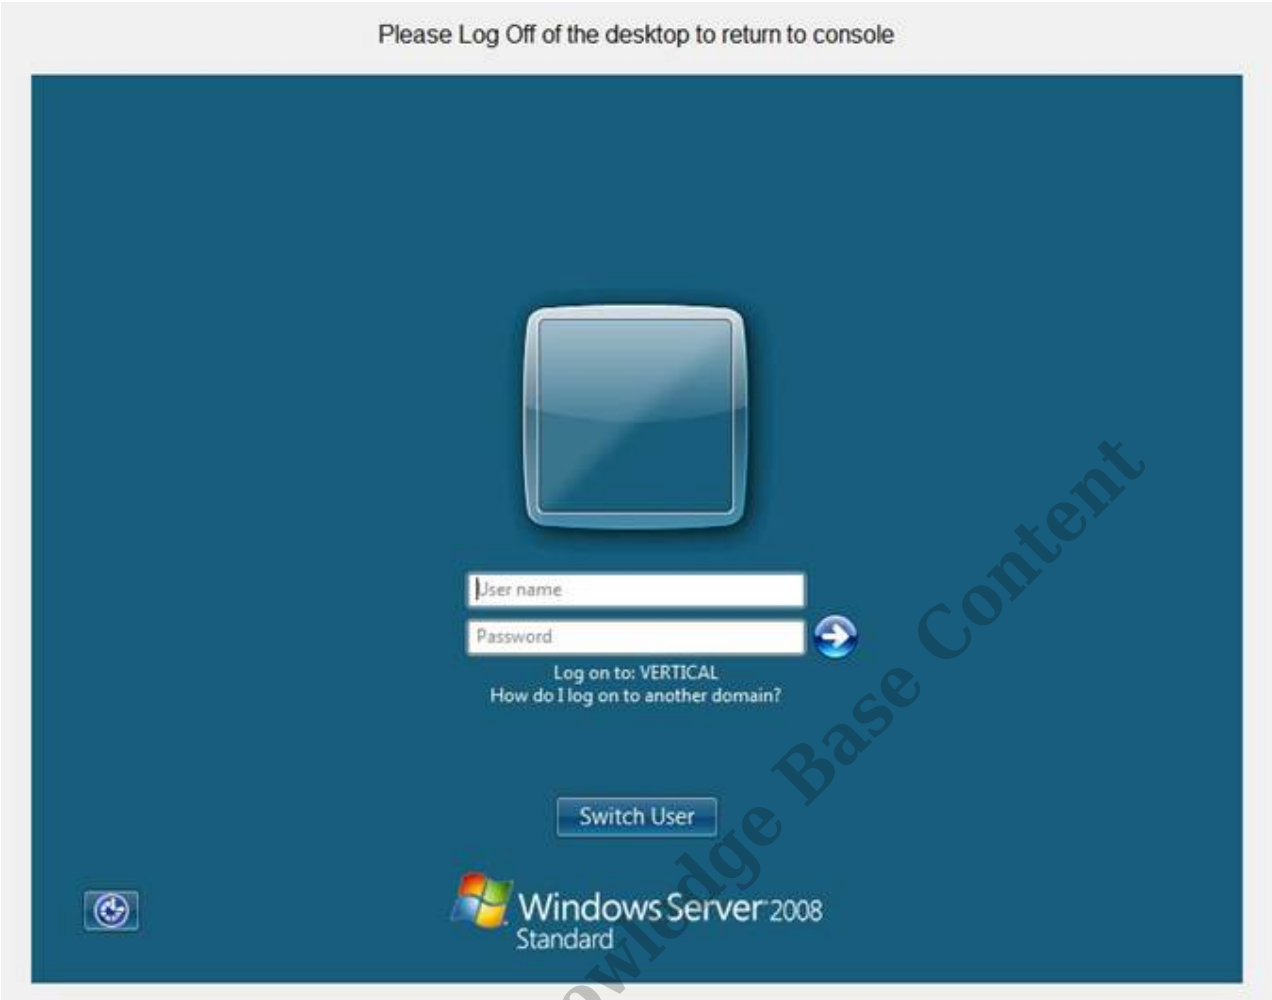 Please Log Off of the desktop to return to console
User name
Password
Log on to: VERTICAL
How do I log on to another domain?
Switch User
Windows Server 2008
Standard
Base Content